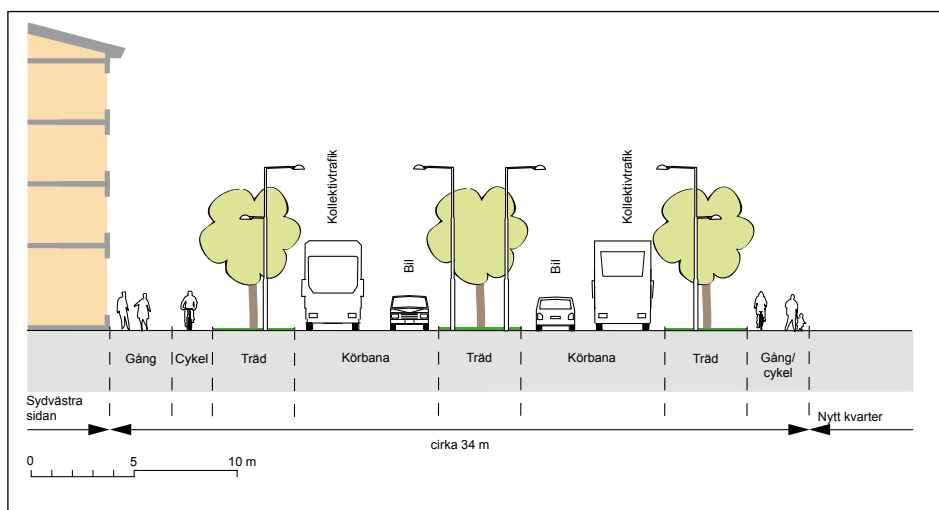 Kollektivtrafik
Bil
Bil
Kollektivtrafik
Gång
Cykel
Träd
Körbana
Träd
Körbana
Träd
Gång/
cykel
Sydvästra
sidan
Nytt kvarter
cirka 34 m
0
5
10 m